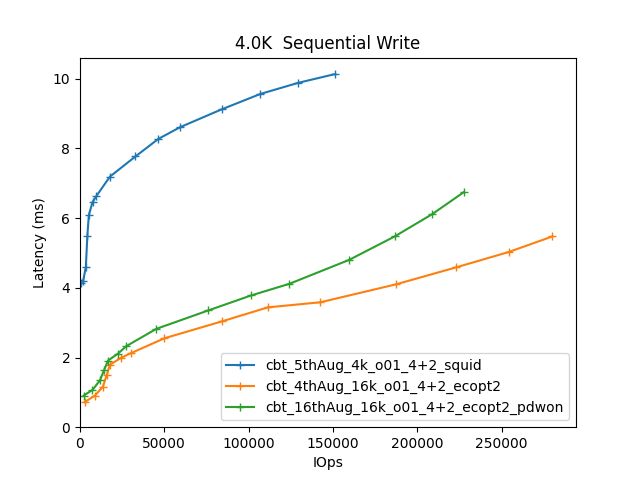 4.0K  Sequential Write
Latency (ms)
10
8
6
4
2
0
0 50000 100000 150000 200000 250000
IOps
cbt_5thAug_4k_o01_4+2_squid
cbt_4thAug_16k_o01_4+2_ecopt2
cbt_16thAug_16k_o01_4+2_ecopt2_pdwon